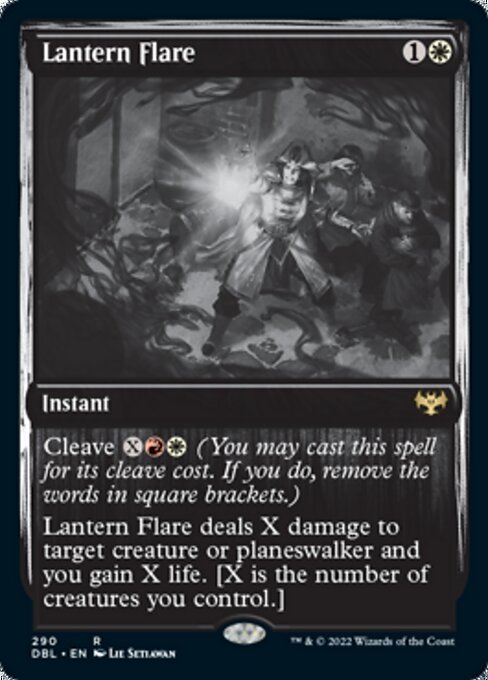 Lantern Flare 1
Instant
Cleave X (You may cast this spell
for its cleave cost. If you do, remove the
words in square brackets.)
Lantern Flare deals X damage to
target creature or planeswalker and
you gain X life. [X is the number of
creatures you control.]
290 R
DBL • EN Lie Setiawan
™ & © 2022 Wizards of the Coast